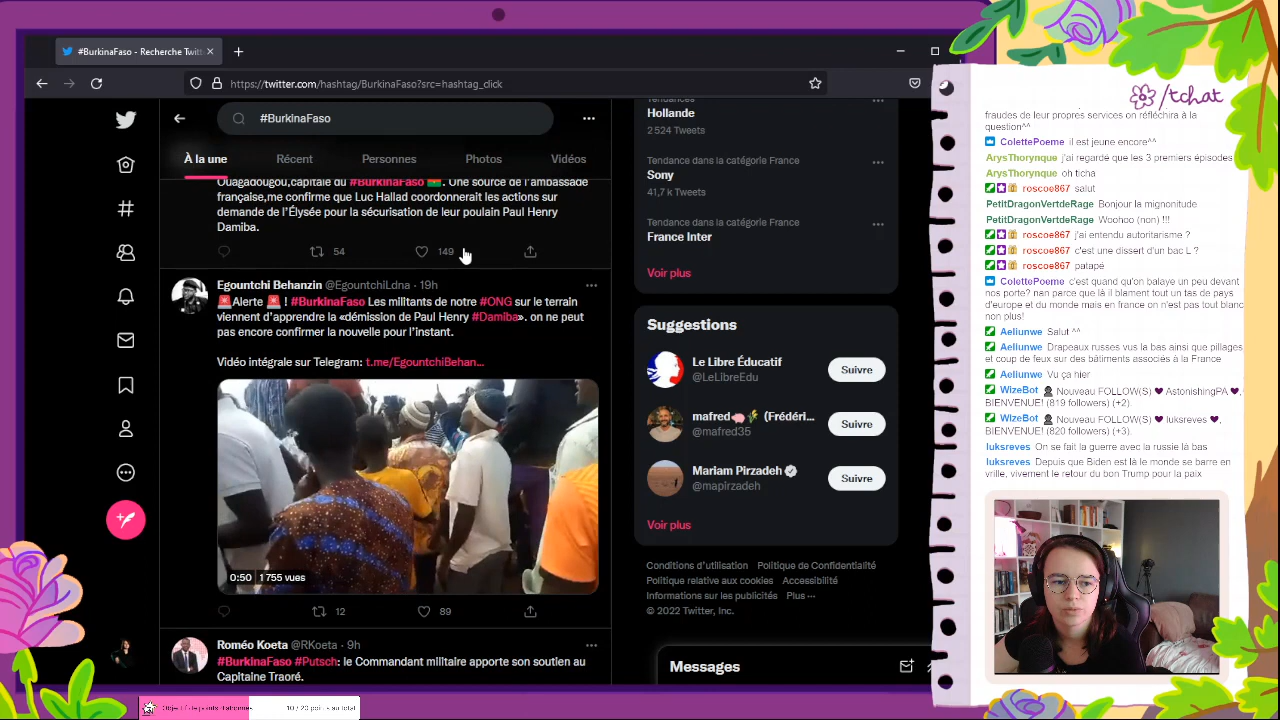 #BurkinaFaso - Recherche Twitt
https://twitter.com/hashtag/BurkinaFaso?src=hashtag_click
#BurkinaFaso
À la une
Récent
Personnes
Photos
Vidéos
Ouagadougou,capitale du #BurkinaFaso 🇧🇫. Une source de l'ambassade
française,me l'affirme. Luc Hallad coordonnerait les actions sur
demande de l'Elysée pour la sécurisation de leur poulain Paul Henry
Damiba.
54
149
19h
🚨Alerte 🚨 ! #BurkinaFaso Les militants de notre #ONG sur le terrain
viennent d'apprendre la démission de Paul Henry #Damiba». on ne peut
pas encore confirmer la nouvelle pour l'instant.
Vidéo intégrale sur Telegram: t.me/EgountchiBehan...
0:50
1 755 vues
12
89
Roméo Koeta @RKoeta · 9h
#BurkinaFaso #Putsch: le Commandant militaire apporte son soutien au
Capitaine Traoré.
Tendances
Hollande
2 524 Tweets
Tendance dans la catégorie France
Sony
41,7 k Tweets
Tendance dans la catégorie France
France Inter
Voir plus
Suggestions
Le Libre Éducatif
@LeLibreEdu
Suivre
mafred🧠🌾 (Frédéri...
@mafred35
Suivre
Mariam Pirzadeh
@mapirzadeh
Suivre
Voir plus
Conditions d'utilisation Politique de Confidentialité
Politique relative aux cookies Accessibilité
Informations sur les publicités Plus ···
© 2022 Twitter, Inc.
Messages
/tchat
fraudes de leur propres services on réfléchira à la
question^^
ColettePoeme il est jeune encore^^
ArysThorynque j'ai regardé que les 3 premiers épisodes
ArysThorynque oh ticha
roscoe867 salut
PetitDragonVertdeRage Bonjour la mignonitude
PetitDragonVertdeRage Woohoo (non) !!!
roscoe867 j'ai entendu autoritarisme ?
roscoe867 c'est une dissert d'un bac L ?
roscoe867 patapé
ColettePoeme c'est quand qu'on balaye un peu devant
nos porte? nan parce que là il blament tout un tas de pays
d'europe et du monde mais en france on n'est pas tout blanc
non plus!
Aeliunwe Salut ^^
Aeliunwe Drapeaux russes vus la bas ainsi que pillages
et coup de feux sur des bâtiments associés à la France
Aeliunwe Vu ça hier
WizeBot Nouveau FOLLOW(S) ♥ AstonishingPA ♥,
BIENVENUE! (819 followers) (+2).
WizeBot Nouveau FOLLOW(S) ♥ luksreves ♥,
BIENVENUE! (820 followers) (+3).
luksreves On se fait la guerre avec la russie là bas
luksreves Depuis que Biden est là le monde se barre en
vrille, vivement le retour du bon Trump pour la paix